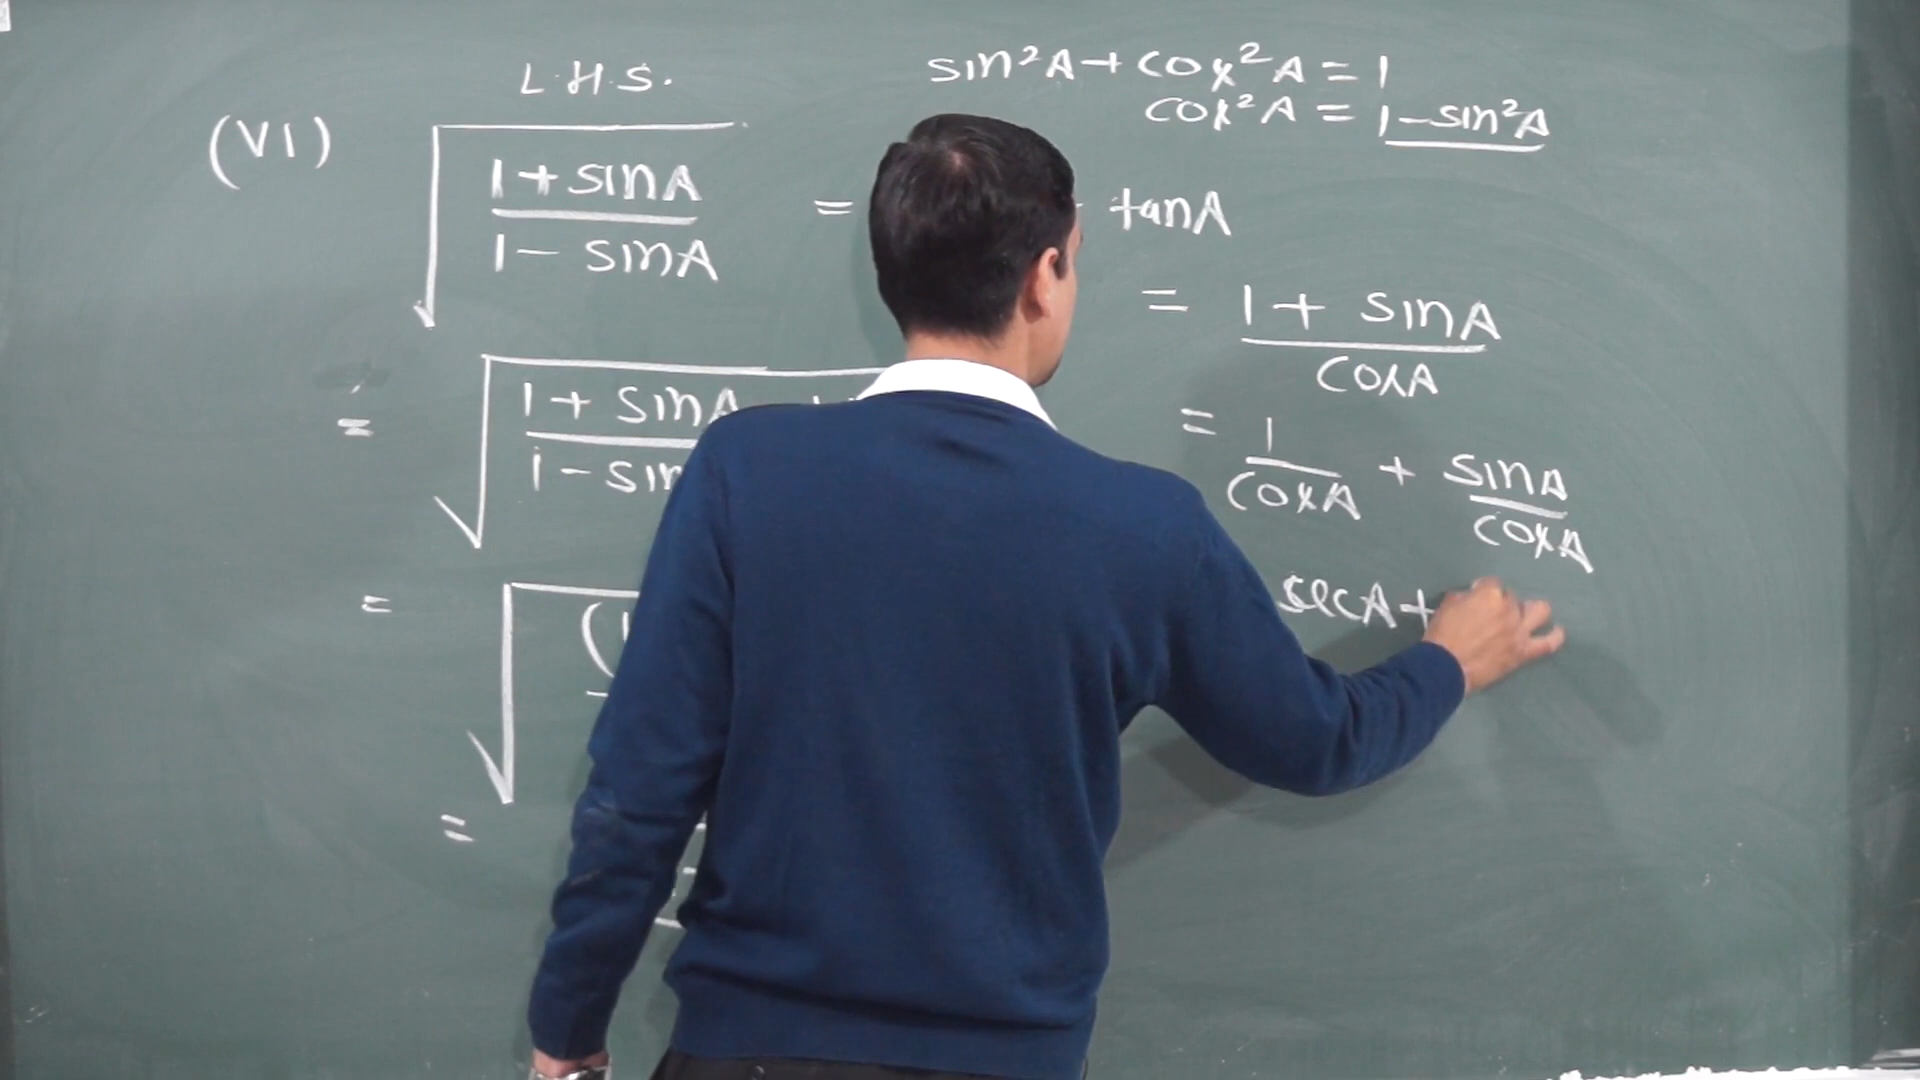 L.H.S.
sin²A + cos²A = 1
cos²A = 1 - sin²A
(VI) √(1 + sinA / 1 - sinA) = tanA
= 1 + sinA / cosA
= √(1 + sinA / 1 - sin
= 1 / cosA + sinA / cosA
secA +
= √(
=